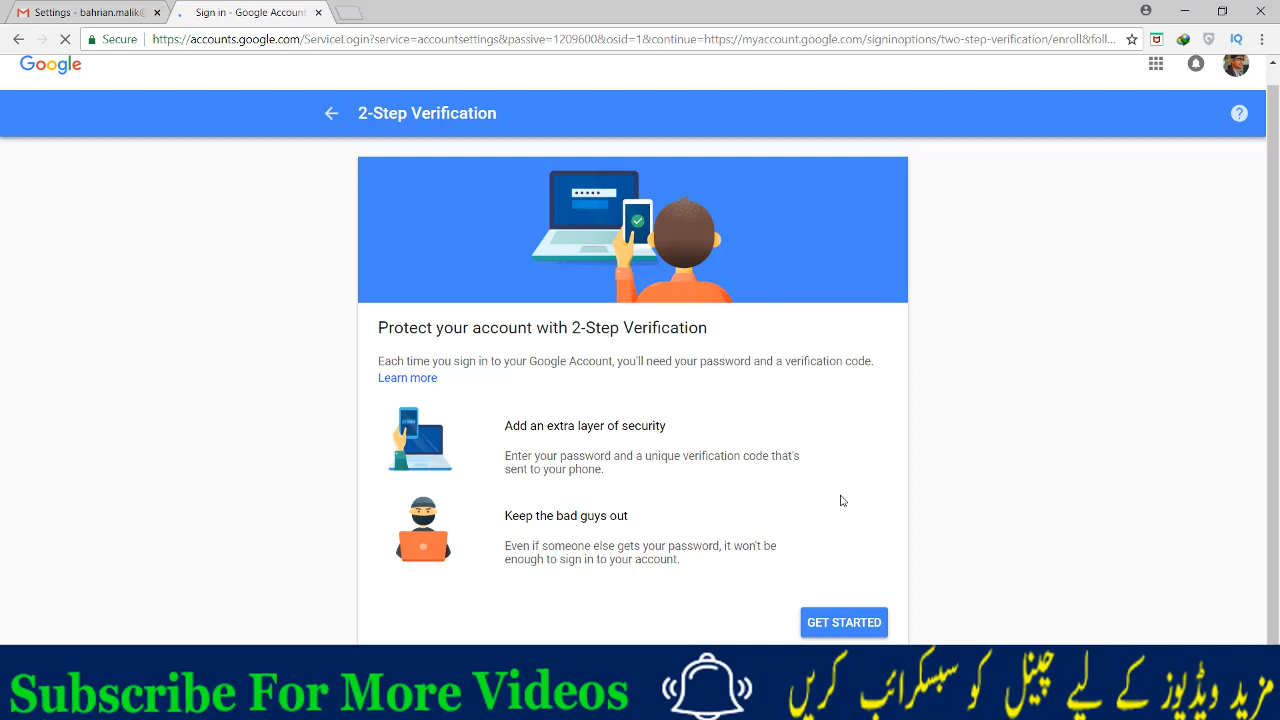 Settings - bahrian.malik@
Sign in - Google Account
Secure
https://accounts.google.com/ServiceLogin?service=accountsettings&passive=1209600&osid=1&continue=https://myaccount.google.com/signinoptions/two-step-verification/enroll&foll...
IQ
Google
2-Step Verification
Protect your account with 2-Step Verification
Each time you sign in to your Google Account, you'll need your password and a verification code.
Learn more
Add an extra layer of security
Enter your password and a unique verification code that's
sent to your phone.
Keep the bad guys out
Even if someone else gets your password, it won't be
enough to sign in to your account.
GET STARTED
Subscribe For More Videos
مزید ویڈیوز کے لیے چینل کو سبسکرائب کریں